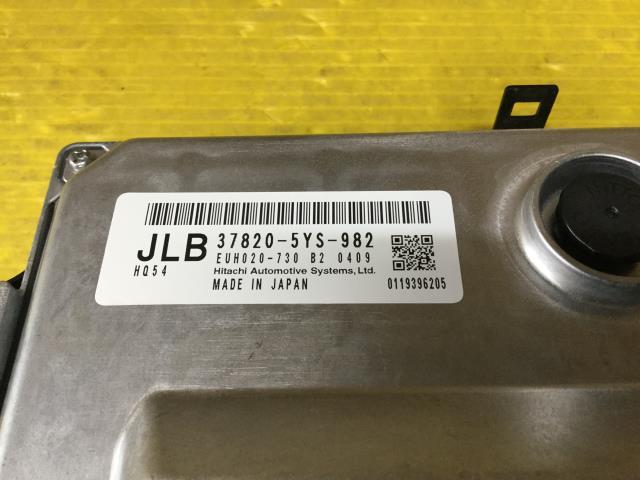 JLB 37820-5YS-982
HQ54 EUH020-730 B2 0409
Hitachi Automotive Systems, Ltd.
MADE IN JAPAN 0119396205